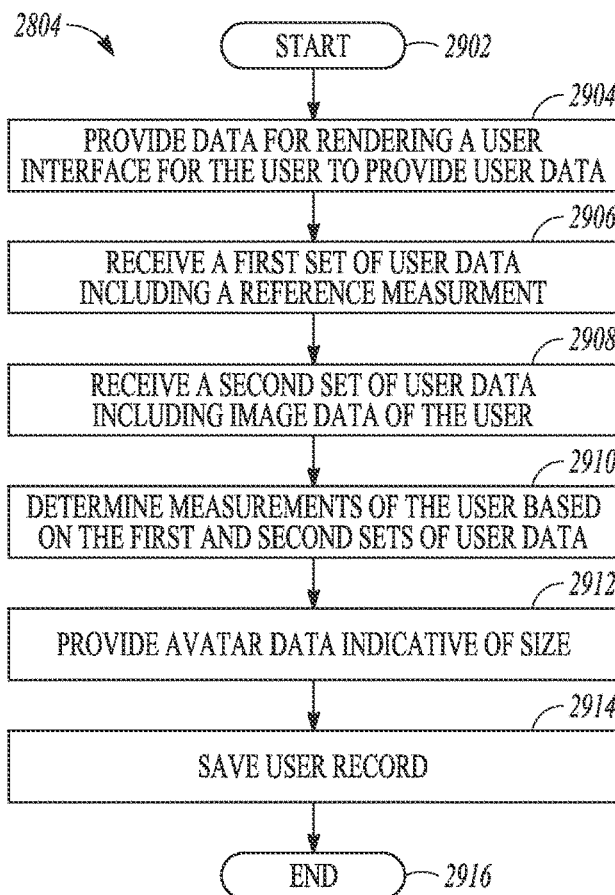 2804
START
2902
2904
PROVIDE DATA FOR RENDERING A USER
INTERFACE FOR THE USER TO PROVIDE USER DATA
2906
RECEIVE A FIRST SET OF USER DATA
INCLUDING A REFERENCE MEASURMENT
2908
RECEIVE A SECOND SET OF USER DATA
INCLUDING IMAGE DATA OF THE USER
2910
DETERMINE MEASUREMENTS OF THE USER BASED
ON THE FIRST AND SECOND SETS OF USER DATA
2912
PROVIDE AVATAR DATA INDICATIVE OF SIZE
2914
SAVE USER RECORD
END
2916